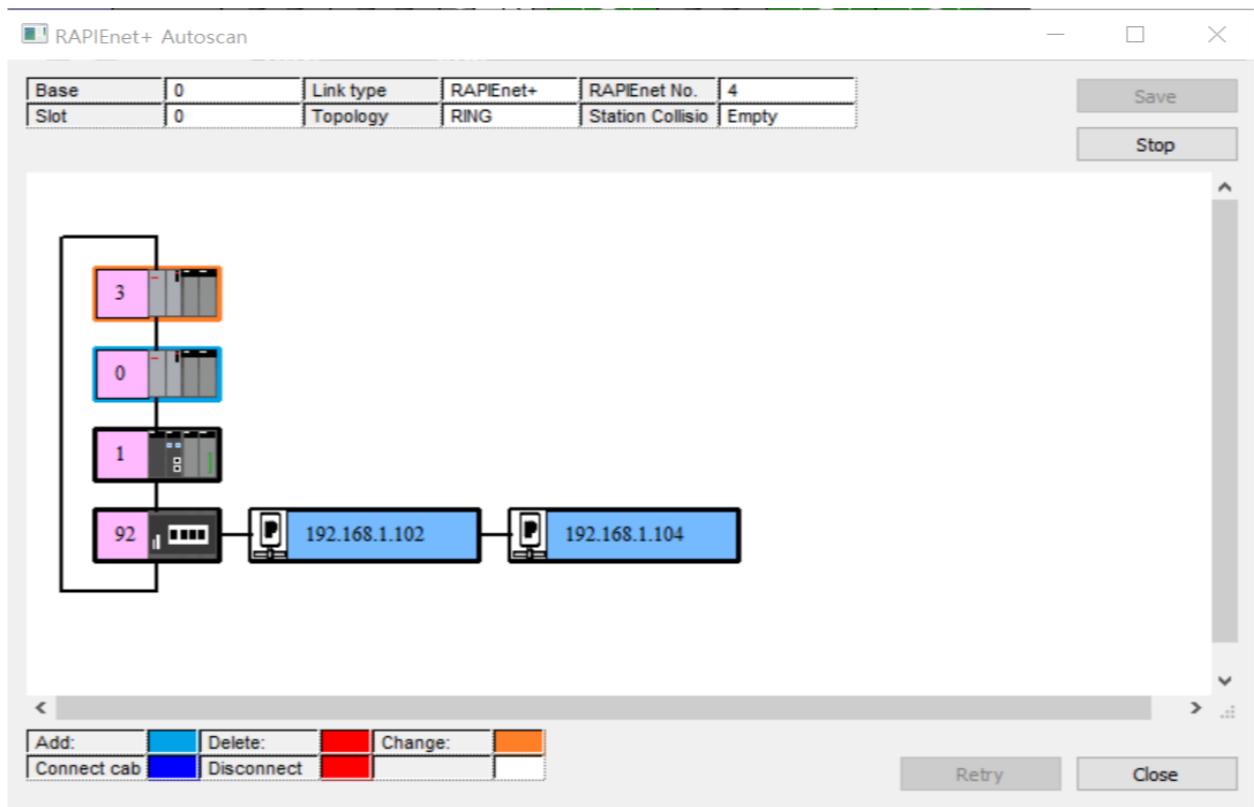 RAPIEnet+ Autoscan
Base 0 Link type RAPIEnet+ RAPIEnet No. 4
Slot 0 Topology RING Station Collisio Empty
Save
Stop
3
0
1
92 P 192.168.1.102 P 192.168.1.104
Add: Delete: Change:
Connect cab Disconnect
Retry Close